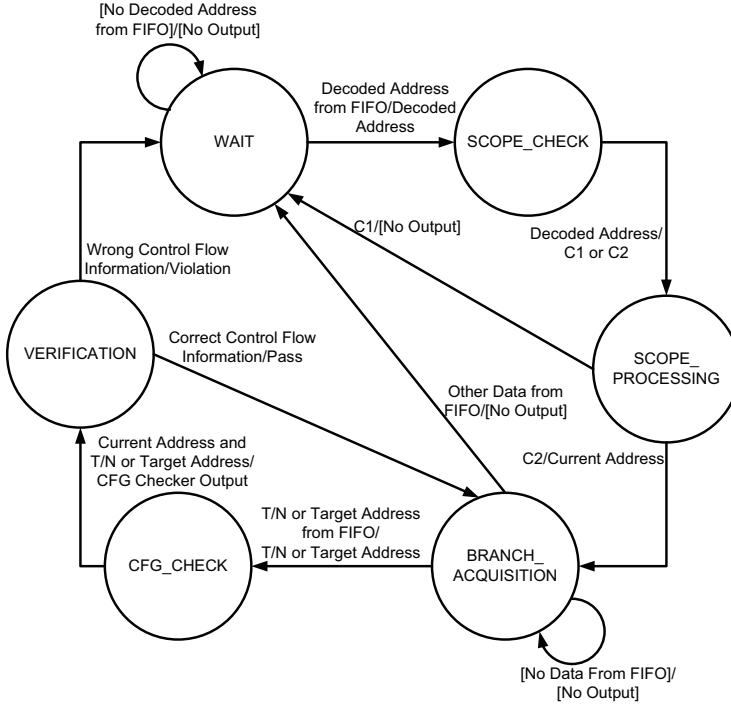 [No Decoded Address
from FIFO]/[No Output]
Decoded Address
from FIFO/Decoded
Address
WAIT
SCOPE_CHECK
C1/[No Output]
Decoded Address/
C1 or C2
Wrong Control Flow
Information/Violation
VERIFICATION
Correct Control Flow
Information/Pass
SCOPE_
PROCESSING
Other Data from
FIFO/[No Output]
Current Address and
T/N or Target Address/
CFG Checker Output
C2/Current Address
T/N or Target Address
from FIFO/
T/N or Target Address
CFG_CHECK
BRANCH_
ACQUISITION
[No Data From FIFO]/
[No Output]